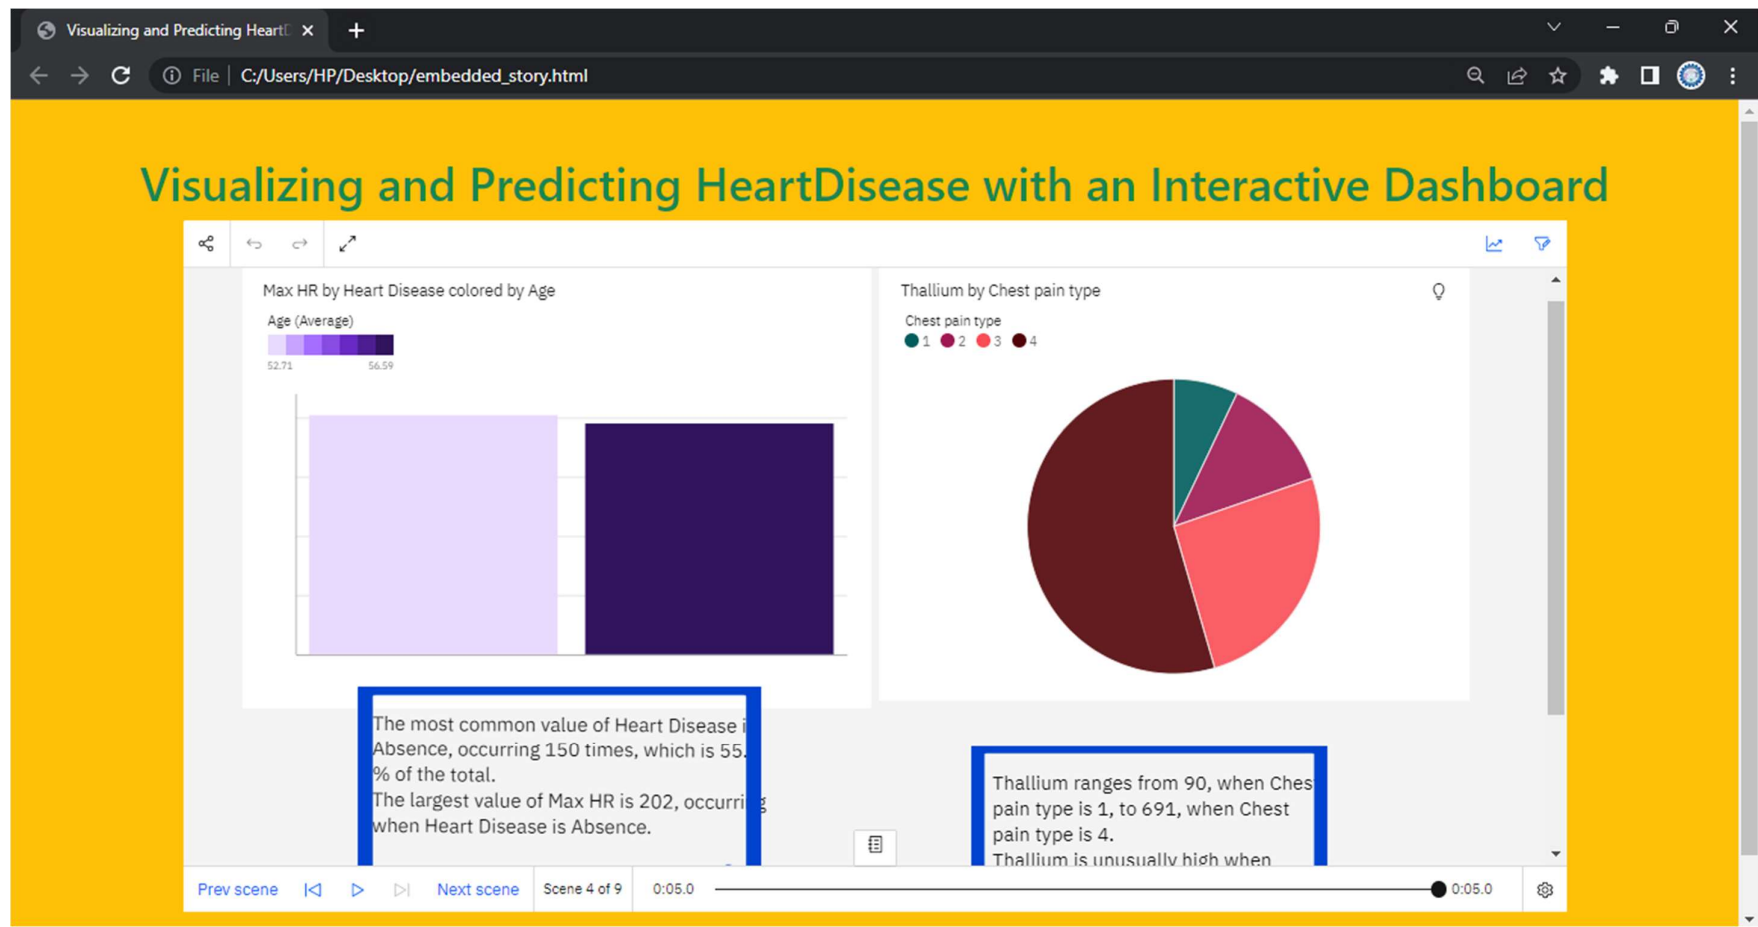 Visualizing and Predicting Heart
File
C:/Users/HP/Desktop/embedded_story.html
Visualizing and Predicting HeartDisease with an Interactive Dashboard
Max HR by Heart Disease colored by Age
Age (Average)
52.71 56.59
Thallium by Chest pain type
Chest pain type
1 2 3 4
The most common value of Heart Disease i
Absence, occurring 150 times, which is 55.
% of the total.
The largest value of Max HR is 202, occurring
when Heart Disease is Absence.
Thallium ranges from 90, when Ches
pain type is 1, to 691, when Chest
pain type is 4.
Thallium is unusually high when
Prev scene Next scene Scene 4 of 9 0:05.0 0:05.0